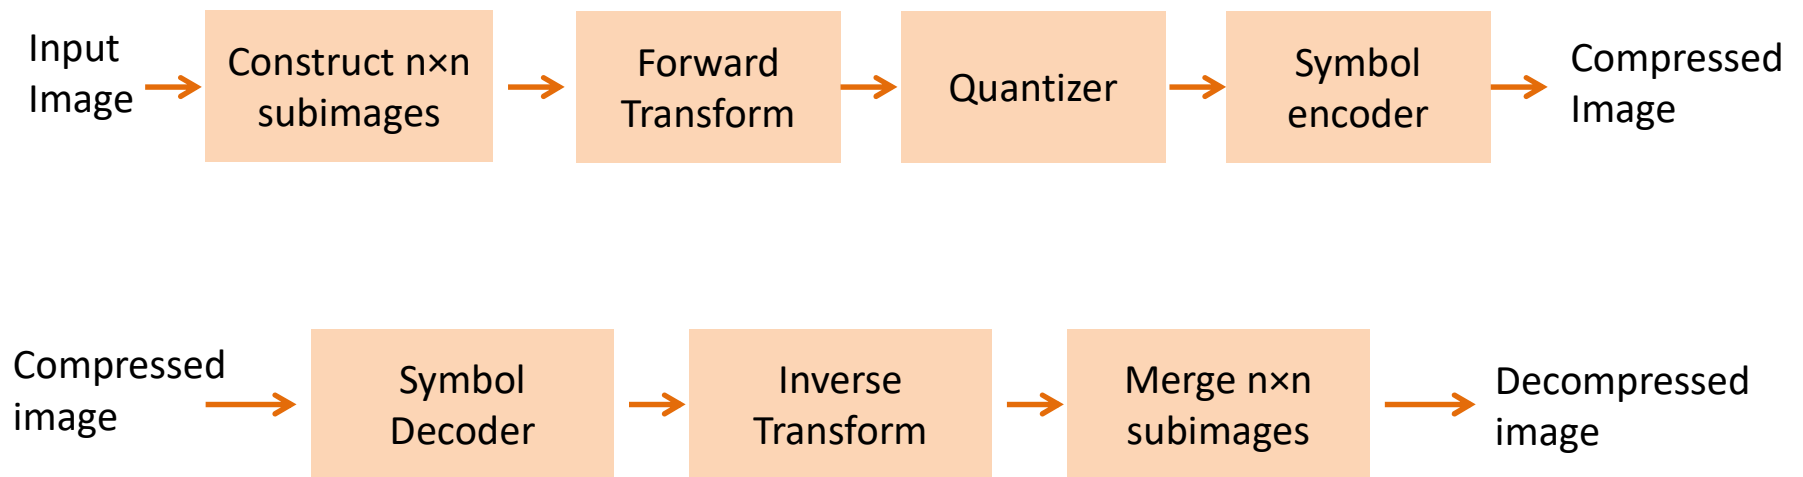 Input
Image
Construct n×n
subimages
Forward
Transform
Quantizer
Symbol
encoder
Compressed
Image
Compressed
image
Symbol
Decoder
Inverse
Transform
Merge n×n
subimages
Decompressed
image